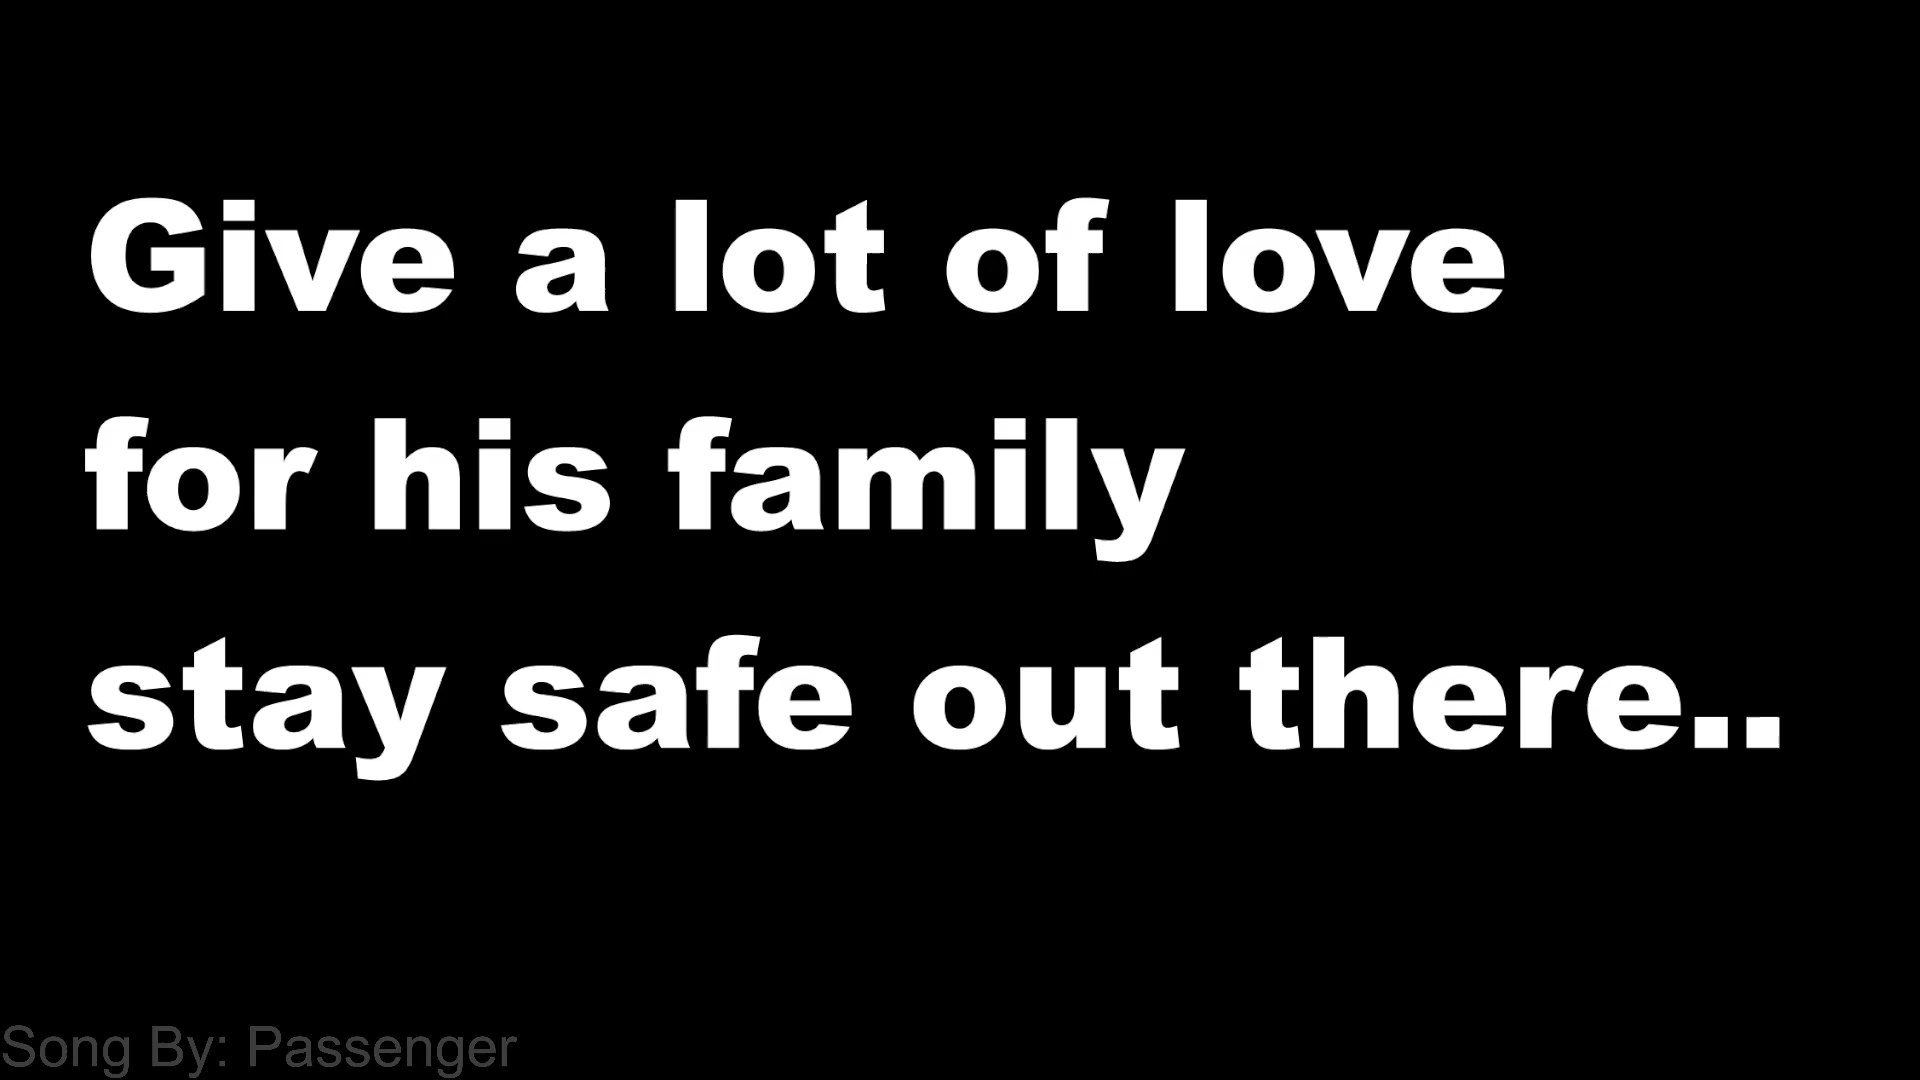 Give a lot of love
for his family
stay safe out there..
Song By: Passenger